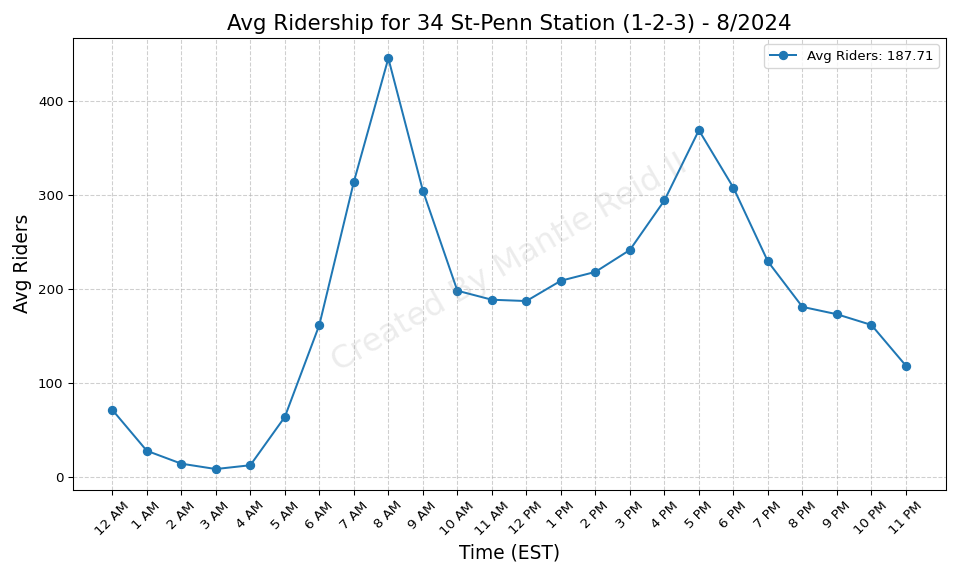 Avg Ridership for 34 St-Penn Station (1-2-3) - 8/2024
Avg Riders: 187.71
400
300
200
100
0
Avg Riders
Created By Mantie Reid II
12 AM
1 AM
2 AM
3 AM
4 AM
5 AM
6 AM
7 AM
8 AM
9 AM
10 AM
11 AM
12 PM
1 PM
2 PM
3 PM
4 PM
5 PM
6 PM
7 PM
8 PM
9 PM
10 PM
11 PM
Time (EST)